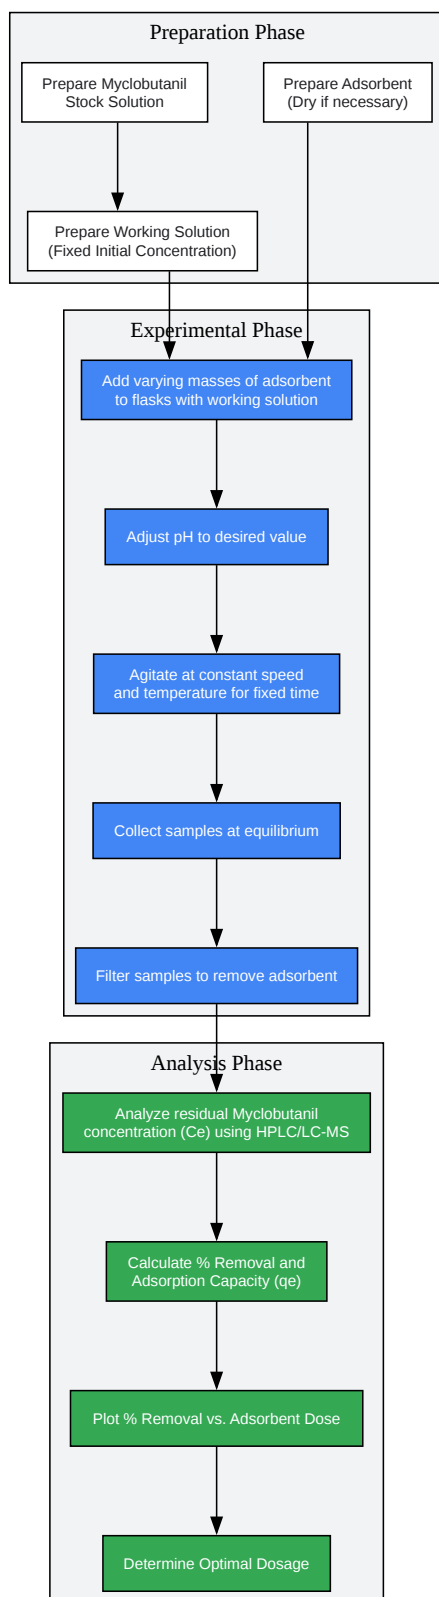 Preparation Phase
Prepare Myclobutanil
Stock Solution
Prepare Adsorbent
(Dry if necessary)
Prepare Working Solution
(Fixed Initial Concentration)
Experimental Phase
Add varying masses of adsorbent
to flasks with working solution
Adjust pH to desired value
Agitate at constant speed
and temperature for fixed time
Collect samples at equilibrium
Filter samples to remove adsorbent
Analysis Phase
Analyze residual Myclobutanil
concentration (Ce) using HPLC/LC-MS
Calculate % Removal and
Adsorption Capacity (qe)
Plot % Removal vs. Adsorbent Dose
Determine Optimal Dosage